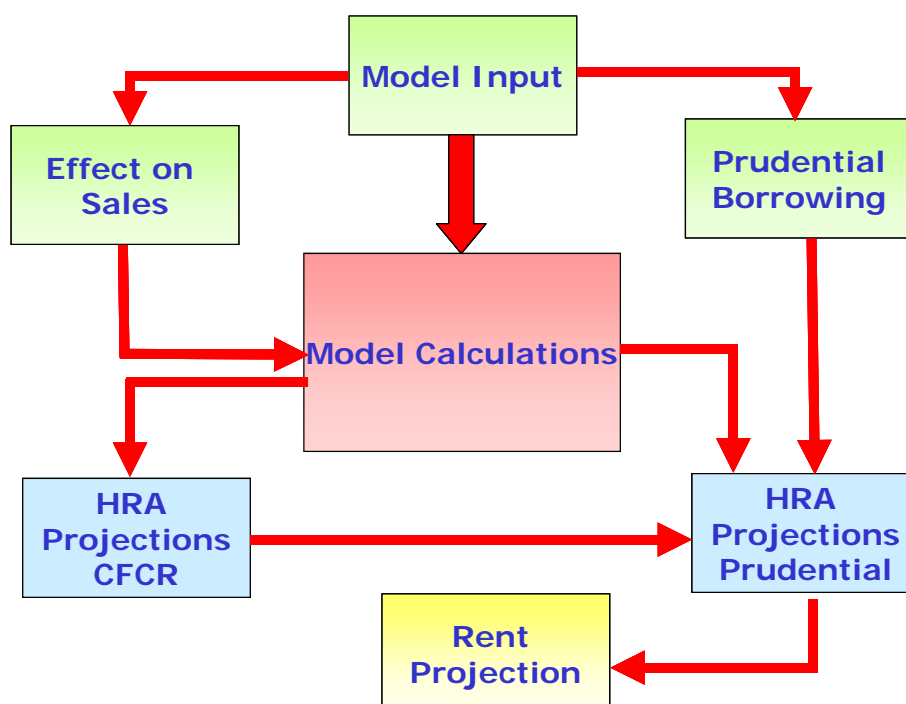 Model Input
Effect on
Sales
Prudential
Borrowing
Model Calculations
HRA
Projections
CFCR
HRA
Projections
Prudential
Rent
Projection